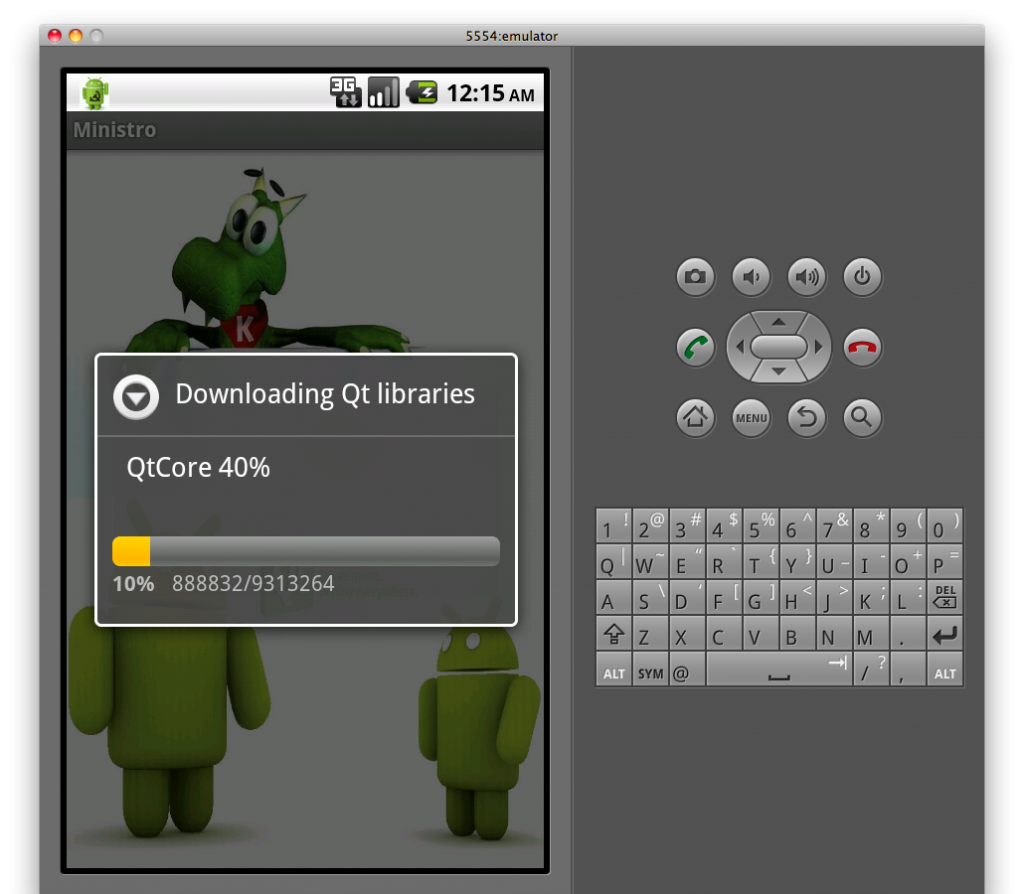 5554:emulator
3G 12:15 AM
Ministro
K
Downloading Qt libraries
QtCore 40%
10% 888832/9313264
MENU
1 ! 2 @ 3 # 4 $ 5 % 6 ^ 7 & 8 * 9 ( 0 )
Q | W ~ E “ R ` T { Y } U _ I - O + P =
A S \ D ' F [ G ] H < J > K ; L : DEL
Z X C V B N M .
ALT SYM @ / ? , ALT